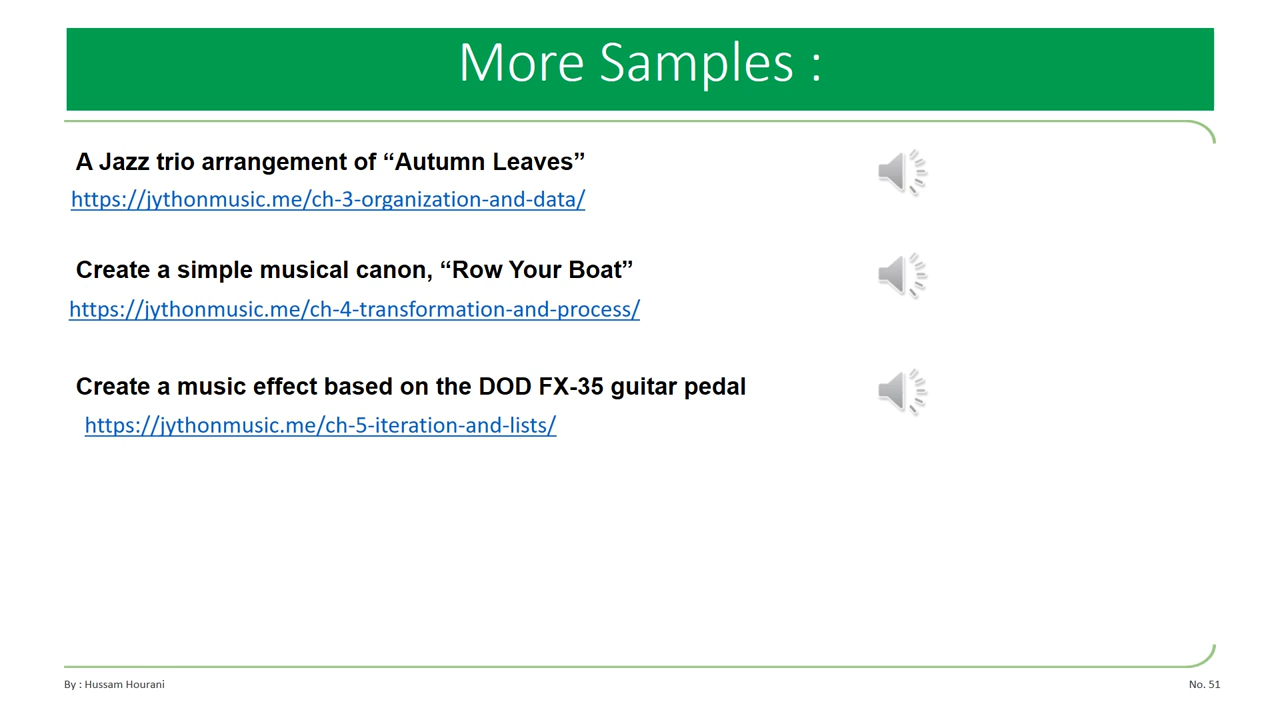 More Samples :
A Jazz trio arrangement of “Autumn Leaves”
https://jythonmusic.me/ch-3-organization-and-data/
Create a simple musical canon, “Row Your Boat”
https://jythonmusic.me/ch-4-transformation-and-process/
Create a music effect based on the DOD FX-35 guitar pedal
https://jythonmusic.me/ch-5-iteration-and-lists/
By : Hussam Hourani
No. 51